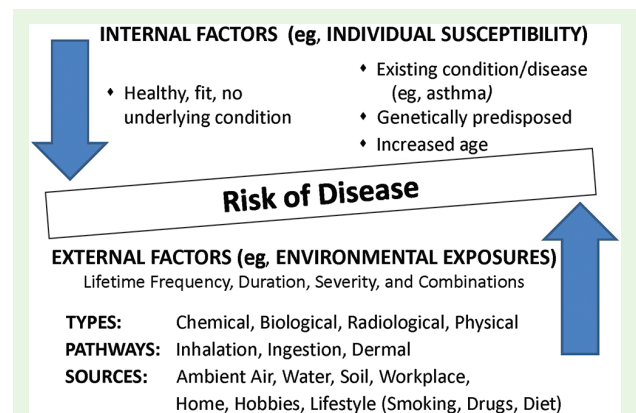 INTERNAL FACTORS (eg, INDIVIDUAL SUSCEPTIBILITY)
♦ Healthy, fit, no
underlying condition
♦ Existing condition/disease
(eg, asthma)
♦ Genetically predisposed
♦ Increased age
Risk of Disease
EXTERNAL FACTORS (eg, ENVIRONMENTAL EXPOSURES)
Lifetime Frequency, Duration, Severity, and Combinations
TYPES: Chemical, Biological, Radiological, Physical
PATHWAYS: Inhalation, Ingestion, Dermal
SOURCES: Ambient Air, Water, Soil, Workplace,
Home, Hobbies, Lifestyle (Smoking, Drugs, Diet)